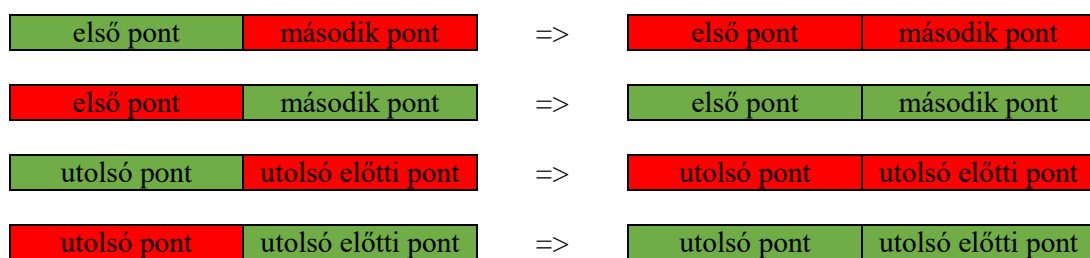 első pont második pont => első pont második pont
első pont második pont => első pont második pont
utolsó pont utolsó előtti pont => utolsó pont utolsó előtti pont
utolsó pont utolsó előtti pont => utolsó pont utolsó előtti pont